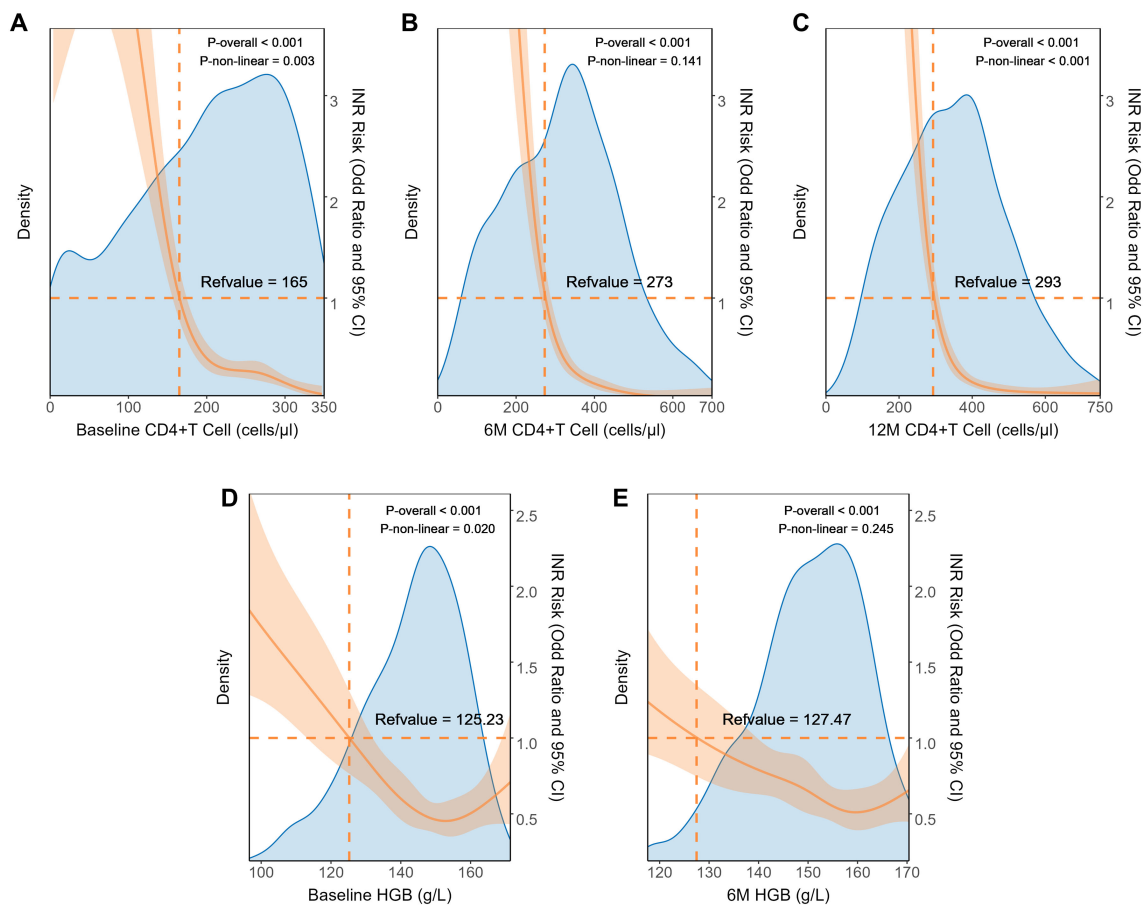 A
P-overall < 0.001
P-non-linear = 0.003
Refvalue = 165
Density
3
2
1
INR Risk (Odd Ratio and 95% CI)
0 100 200 300 350
Baseline CD4+T Cell (cells/µl)
B
P-overall < 0.001
P-non-linear = 0.141
Refvalue = 273
Density
3
2
1
INR Risk (Odd Ratio and 95% CI)
0 200 400 600 700
6M CD4+T Cell (cells/µl)
C
P-overall < 0.001
P-non-linear < 0.001
Refvalue = 293
Density
3
2
1
INR Risk (Odd Ratio and 95% CI)
0 200 400 600 750
12M CD4+T Cell (cells/µl)
D
P-overall < 0.001
P-non-linear = 0.020
Refvalue = 125.23
Density
2.5
2.0
1.5
1.0
0.5
INR Risk (Odd Ratio and 95% CI)
100 120 140 160
Baseline HGB (g/L)
E
P-overall < 0.001
P-non-linear = 0.245
Refvalue = 127.47
Density
2.5
2.0
1.5
1.0
0.5
INR Risk (Odd Ratio and 95% CI)
120 130 140 150 160 170
6M HGB (g/L)